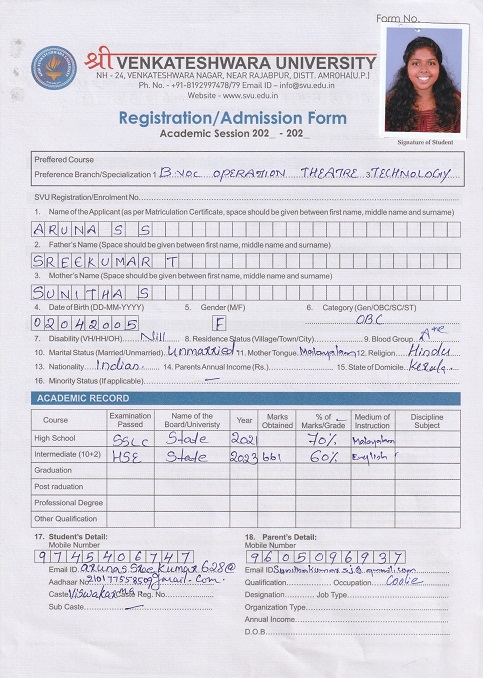 Form No.
श्री VENKATESHWARA UNIVERSITY
NH - 24, VENKATESHWARA NAGAR, NEAR RAJABPUR, DISTT. AMROHA(U.P.)
Ph. No. - +91-8192997478/79 Email ID – info@svu.edu.in
Website - www.svu.edu.in
Registration/Admission Form
Academic Session 202_ - 202_
Signature of Student
Preffered Course
Preference Branch/Specialization 1 B.VOC OPERATION THEATRE 3. TECHNOLOGY
SVU Registration/Enrolment No.
1. Name of the Applicant (as per Matriculation Certificate, space should be given between first name, middle name and surname)
ARUNA S S
2. Father's Name (Space should be given between first name, middle name and surname)
SREEKUMAR T
3. Mother's Name (Space should be given between first name, middle name and surname)
SUNITHA S
4. Date of Birth (DD-MM-YYYY) 5. Gender (M/F) 6. Category (Gen/OBC/SC/ST)
02042005 F OBC
7. Disability (VH/HH/OH) Nill 8. Residence Status (Village/Town/City) 9. Blood Group A+ve
10. Marital Status (Married/Unmarried) Unmarried 11. Mother Tongue Malayalam 12. Religion Hindu
13. Nationality Indian 14. Parents Annual Income (Rs.) 15. State of Domicile Kerala
16. Minority Status (If applicable) —
ACADEMIC RECORD
Course Examination Passed Name of the Board/Univeristy Year Marks Obtained % of Marks/Grade Medium of Instruction Discipline Subject
High School SSLC State 2021 70% Malayalam
Intermediate (10+2) HSE State 2023 661 60% English
Graduation
Post raduation
Professional Degree
Other Qualification
17. Student's Detail: 18. Parent's Detail:
Mobile Number Mobile Number
9745406747 9605096937
Email ID arunas Sree Kumar 628@ Email ID
Aadhaar No. gmail.com. Qualification Occupation Coolie
Caste Viswakarma Caste Reg. No. Designation Job Type
Sub Caste — Organization Type
Annual Income
D.O.B